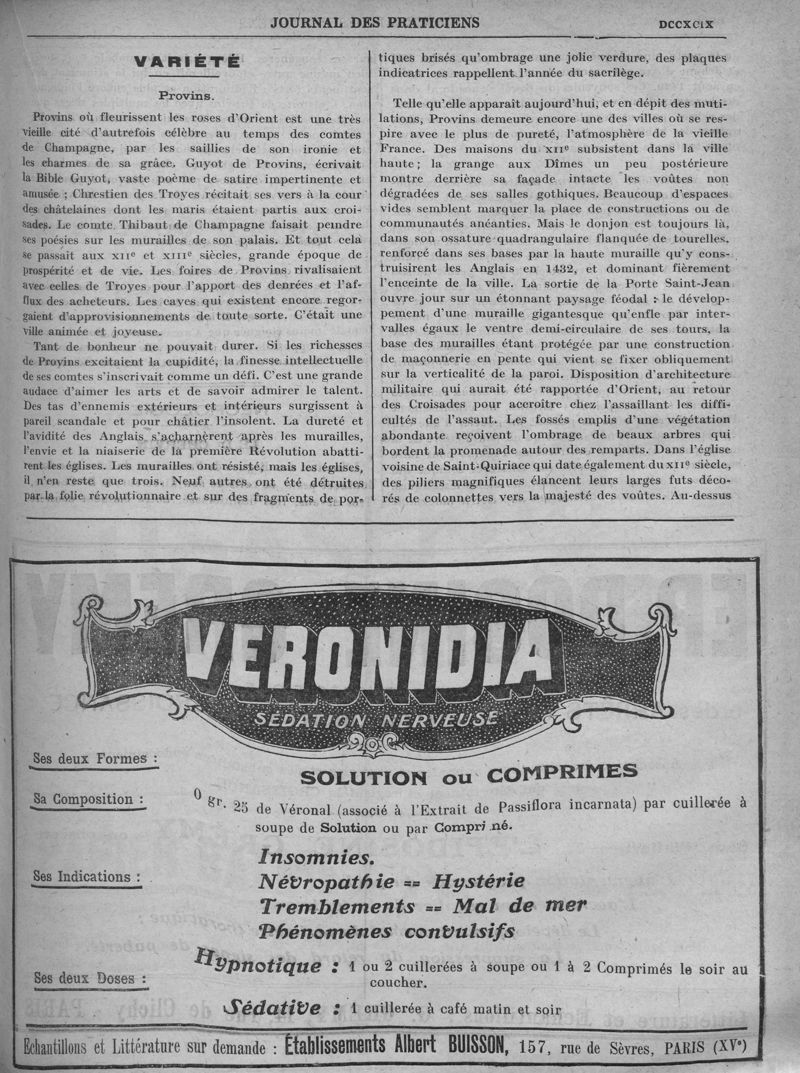 JOURNAL DES PRATICIENS
DCCXCIX
VARIÉTÉ
Provins.
Provins où fleurissent les roses d'Orient est une très
vieille cité d'autrefois célèbre au temps des comtes
de Champagne, par les saillies de son ironie et
les charmes de sa grâce. Guyot de Provins, écrivait
la Bible Guyot, vaste poème de satire impertinente et
amusée ; Chrestien des Troyes récitait ses vers à la cour
des châtelaines dont les maris étaient partis aux croi-
sades. Le comte Thibaut de Champagne faisait peindre
ses poésies sur les murailles de son palais. Et tout cela
se passait aux XIIe et XIIIe siècles, grande époque de
prospérité et de vie. Les foires de Provins rivalisaient
avec celles de Troyes pour l'apport des denrées et l'af-
flux des acheteurs. Les caves qui existent encore regor-
gaient d'approvisionnements de toute sorte. C'était une
ville animée et joyeuse.
Tant de bonheur ne pouvait durer. Si les richesses
de Provins excitaient la cupidité, la finesse intellectuelle
de ses comtes s'inscrivait comme un défi. C'est une grande
audace d'aimer les arts et de savoir admirer le talent.
Des tas d'ennemis extérieurs et intérieurs surgissent à
pareil scandale et pour châtier l'insolent. La dureté et
l'avidité des Anglais s'acharnèrent après les murailles,
l'envie et la niaiserie de la première Révolution abatti-
rent les églises. Les murailles ont résisté, mais les églises,
il n'en reste que trois. Neuf autres ont été détruites
par la folie révolutionnaire et sur des fragments de por-
tiques brisés qu'ombrage une jolie verdure, des plaques
indicatrices rappellent l'année du sacrilège.
Telle qu'elle apparaît aujourd'hui, et en dépit des muti-
lations, Provins demeure encore une des villes où se res-
pire avec le plus de pureté, l'atmosphère de la vieille
France. Des maisons du XIIe subsistent dans la ville
haute ; la grange aux Dîmes un peu postérieure
montre derrière sa façade intacte les voûtes non
dégradées de ses salles gothiques. Beaucoup d'espaces
vides semblent marquer la place de constructions ou de
communautés anéanties. Mais le donjon est toujours là,
dans son ossature quadrangulaire flanquée de tourelles,
renforcé dans ses bases par la haute muraille qu'y cons-
truisirent les Anglais en 1432, et dominant fièrement
l'enceinte de la ville. La sortie de la Porte Saint-Jean
ouvre jour sur un étonnant paysage féodal : le dévelop-
pement d'une muraille gigantesque qu'enfle par inter-
valles égaux le ventre demi-circulaire de ses tours, la
base des murailles étant protégée par une construction
de maçonnerie en pente qui vient se fixer obliquement
sur la verticalité de la paroi. Disposition d'architecture
militaire qui aurait été rapportée d'Orient, au retour
des Croisades pour accroître chez l'assaillant les diffi-
cultés de l'assaut. Les fossés emplis d'une végétation
abondante reçoivent l'ombrage de beaux arbres qui
bordent la promenade autour des remparts. Dans l'église
voisine de Saint-Quiriace qui date également du XIIe siècle,
des piliers magnifiques élancent leurs larges futs déco-
rés de colonnettes vers la majesté des voûtes. Au-dessus
VERONIDIA
SÉDATION NERVEUSE
Ses deux Formes :
SOLUTION ou COMPRIMES
Sa Composition :
0 gr. 25 de Véronal (associé à l'Extrait de Passiflora incarnata) par cuillerée à
soupe de Solution ou par Compri né.
Ses Indications :
Insomnies.
Névropathie == Hystérie
Tremblements == Mal de mer
Phénomènes convulsifs
Ses deux Doses :
Hypnotique : 1 ou 2 cuillerées à soupe ou 1 à 2 Comprimés le soir au
coucher.
Sédative : 1 cuillerée à café matin et soir
Echantillons et Littérature sur demande : Établissements Albert BUISSON, 157, rue de Sèvres, PARIS (XVe)